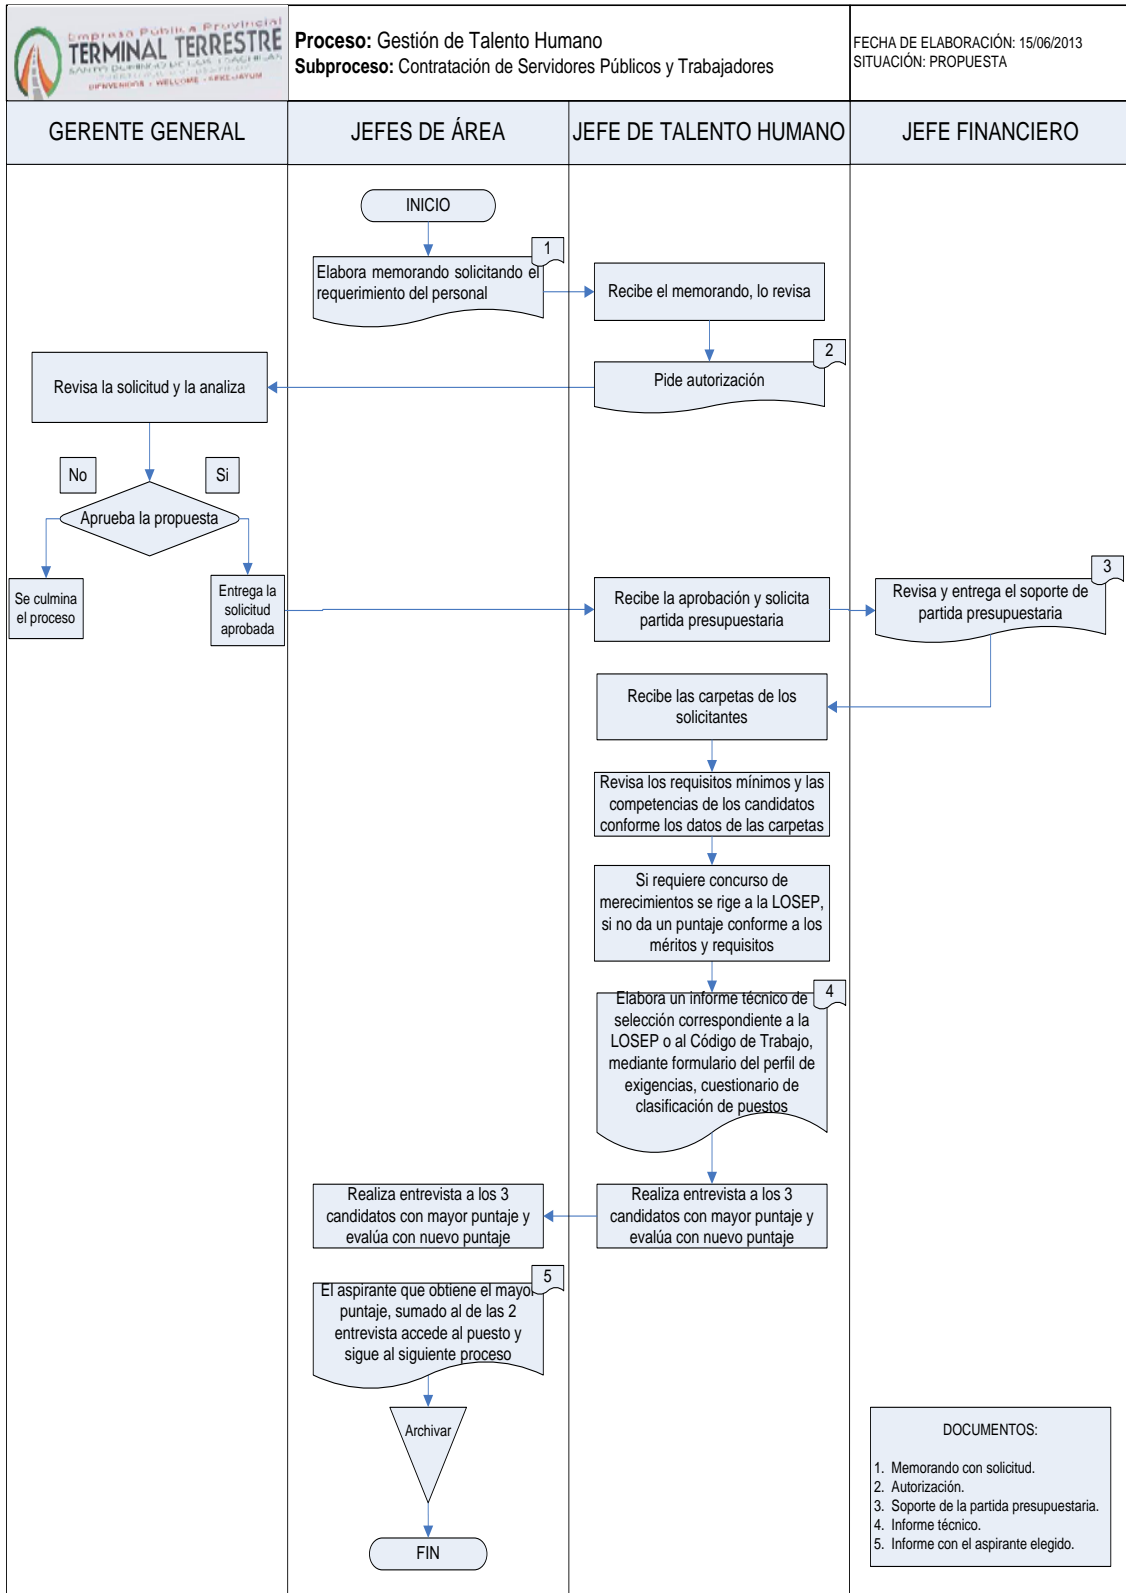 Empresa Pública Provincial
TERMINAL TERRESTRE
BIENVENIDOS - WELCOME - SEKEJATUM
Proceso: Gestión de Talento Humano
Subproceso: Contratación de Servidores Públicos y Trabajadores
FECHA DE ELABORACIÓN: 15/06/2013
SITUACIÓN: PROPUESTA
GERENTE GENERAL
JEFES DE ÁREA
JEFE DE TALENTO HUMANO
JEFE FINANCIERO
INICIO
1
Elabora memorando solicitando el
requerimiento del personal
Recibe el memorando, lo revisa
2
Pide autorización
Revisa la solicitud y la analiza
No
Si
Aprueba la propuesta
Se culmina
el proceso
Entrega la
solicitud
aprobada
Recibe la aprobación y solicita
partida presupuestaria
3
Revisa y entrega el soporte de
partida presupuestaria
Recibe las carpetas de los
solicitantes
Revisa los requisitos mínimos y las
competencias de los candidatos
conforme los datos de las carpetas
Si requiere concurso de
merecimientos se rige a la LOSEP,
si no da un puntaje conforme a los
méritos y requisitos
4
Elabora un informe técnico de
selección correspondiente a la
LOSEP o al Código de Trabajo,
mediante formulario del perfil de
exigencias, cuestionario de
clasificación de puestos
Realiza entrevista a los 3
candidatos con mayor puntaje y
evalúa con nuevo puntaje
Realiza entrevista a los 3
candidatos con mayor puntaje y
evalúa con nuevo puntaje
5
El aspirante que obtiene el mayor
puntaje, sumado al de las 2
entrevista accede al puesto y
sigue al siguiente proceso
Archivar
FIN
DOCUMENTOS:
1. Memorando con solicitud.
2. Autorización.
3. Soporte de la partida presupuestaria.
4. Informe técnico.
5. Informe con el aspirante elegido.